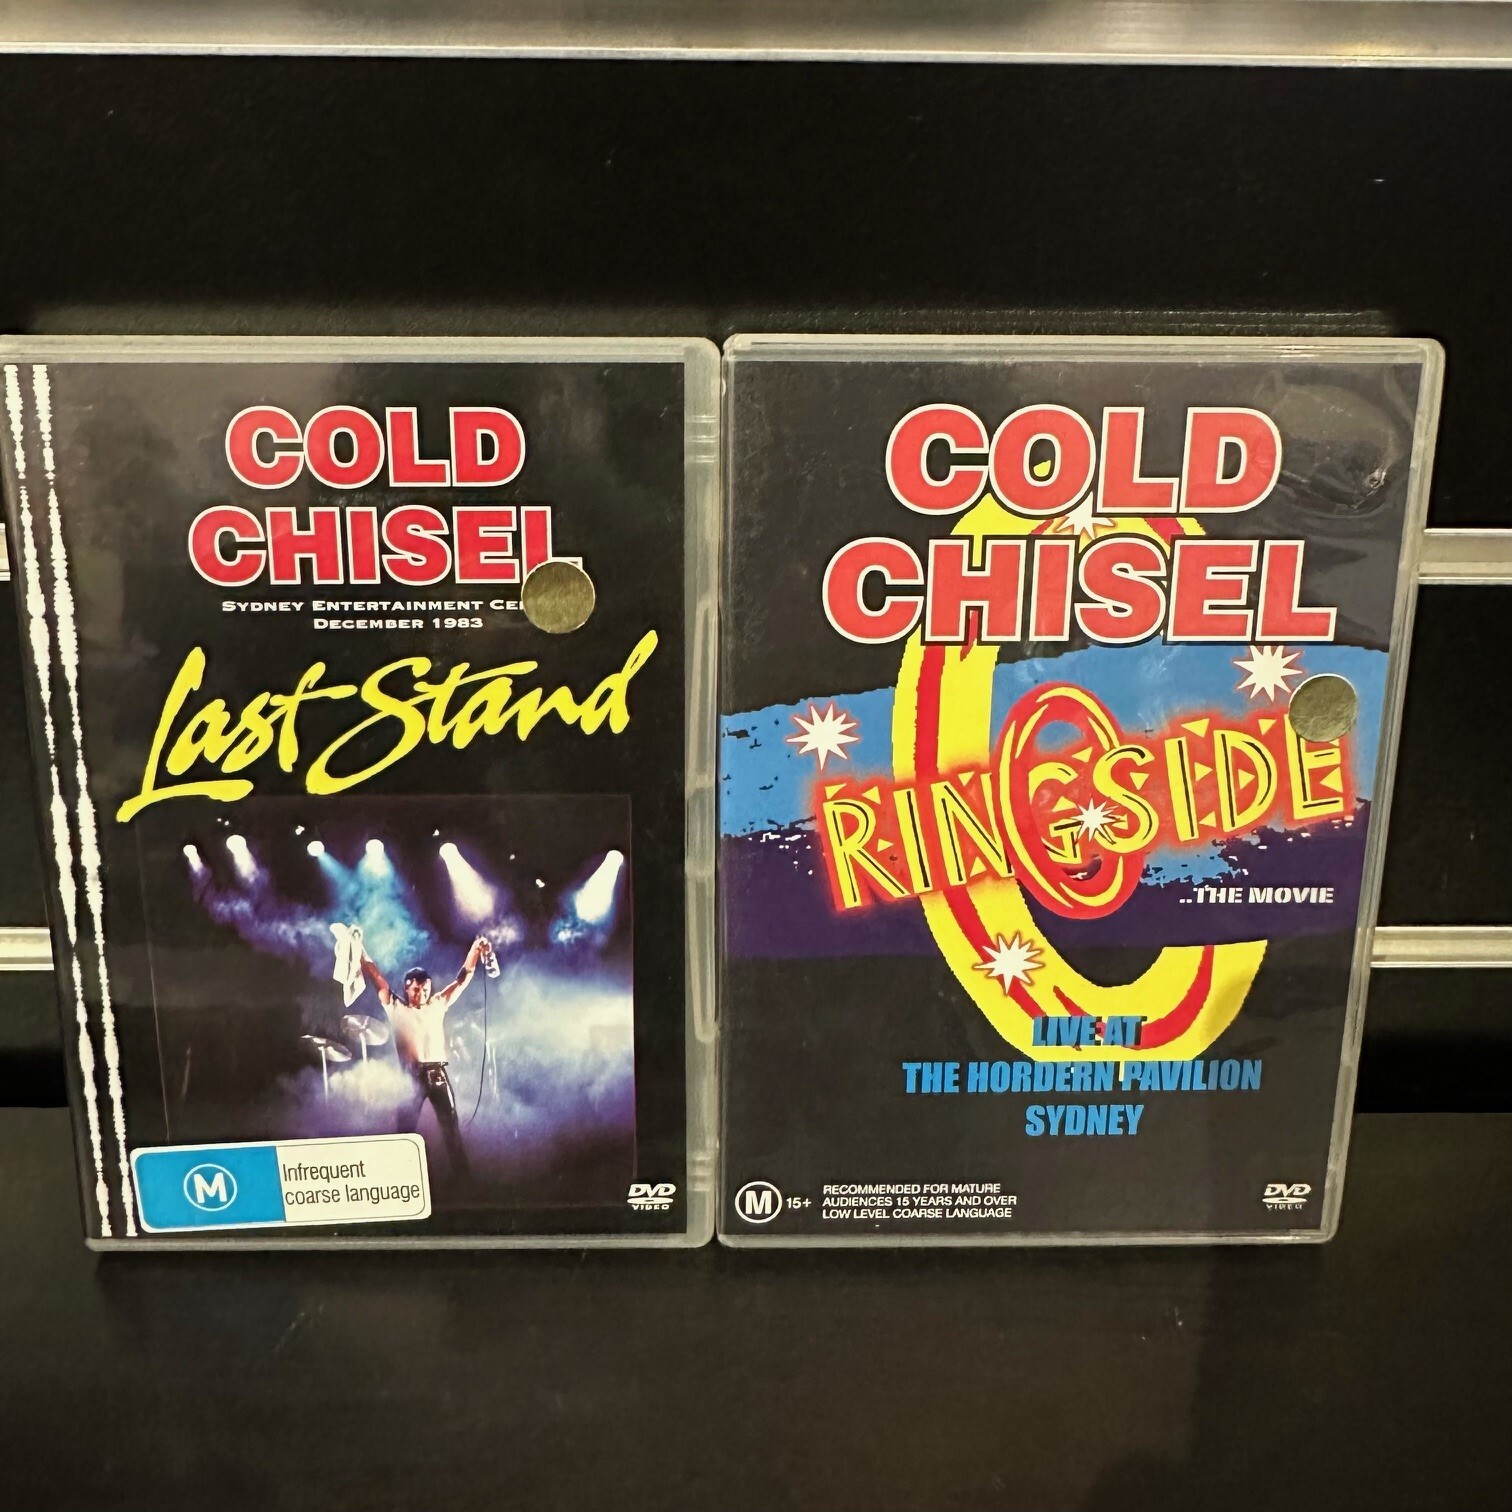 COLD
CHISEL
SYDNEY ENTERTAINMENT
DECEMBER 1983
Last Stand
M
Infrequent
coarse language
DVD
VIDEO
COLD
CHISEL
RINGSIDE
..THE MOVIE
LIVE AT
THE HORDERN PAVILION
SYDNEY
M 15+
RECOMMENDED FOR MATURE
AUDIENCES 15 YEARS AND OVER
LOW LEVEL COARSE LANGUAGE
DVD
VIDEO